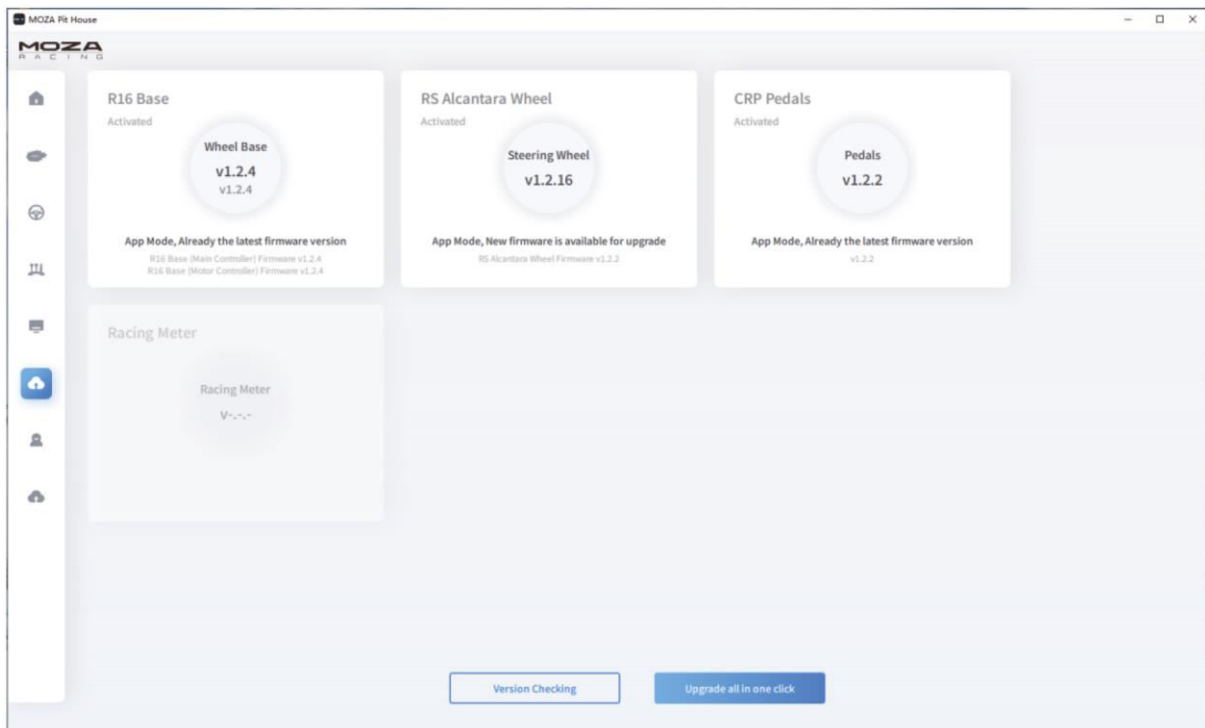 MOZA Pit House
MOZA
RACING
R16 Base
Activated
Wheel Base
v1.2.4
v1.2.4
App Mode, Already the latest firmware version
R16 Base (Main Controller) Firmware v1.2.4
R16 Base (Motor Controller) Firmware v1.2.4
RS Alcantara Wheel
Activated
Steering Wheel
v1.2.16
App Mode, New firmware is available for upgrade
RS Alcantara Wheel Firmware v1.2.2
CRP Pedals
Activated
Pedals
v1.2.2
App Mode, Already the latest firmware version
v1.2.2
Racing Meter
Racing Meter
v-.-.-
Version Checking
Upgrade all in one click